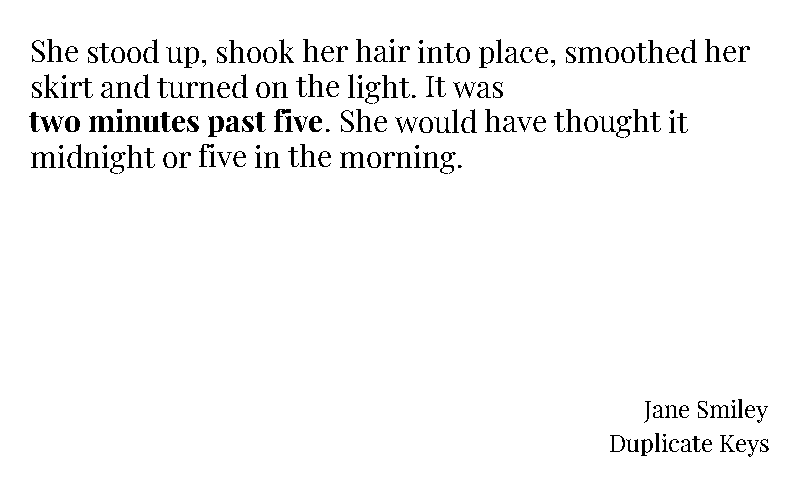 She stood up, shook her hair into place, smoothed her
skirt and turned on the light. It was
two minutes past five. She would have thought it
midnight or five in the morning.
Jane Smiley
Duplicate Keys